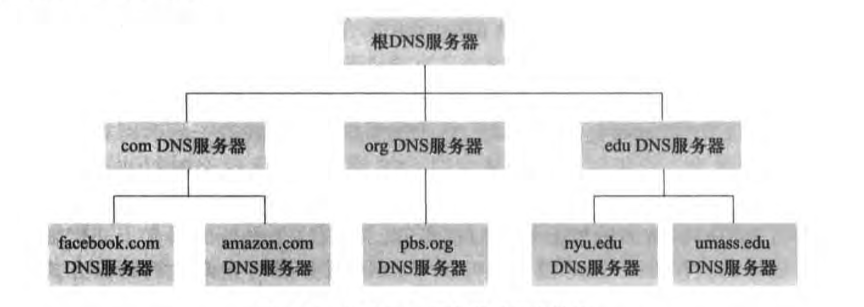 根DNS服务器
com DNS服务器
org DNS服务器
edu DNS服务器
facebook.com
DNS服务器
amazon.com
DNS服务器
pbs.org
DNS服务器
nyu.edu
DNS服务器
umass.edu
DNS服务器